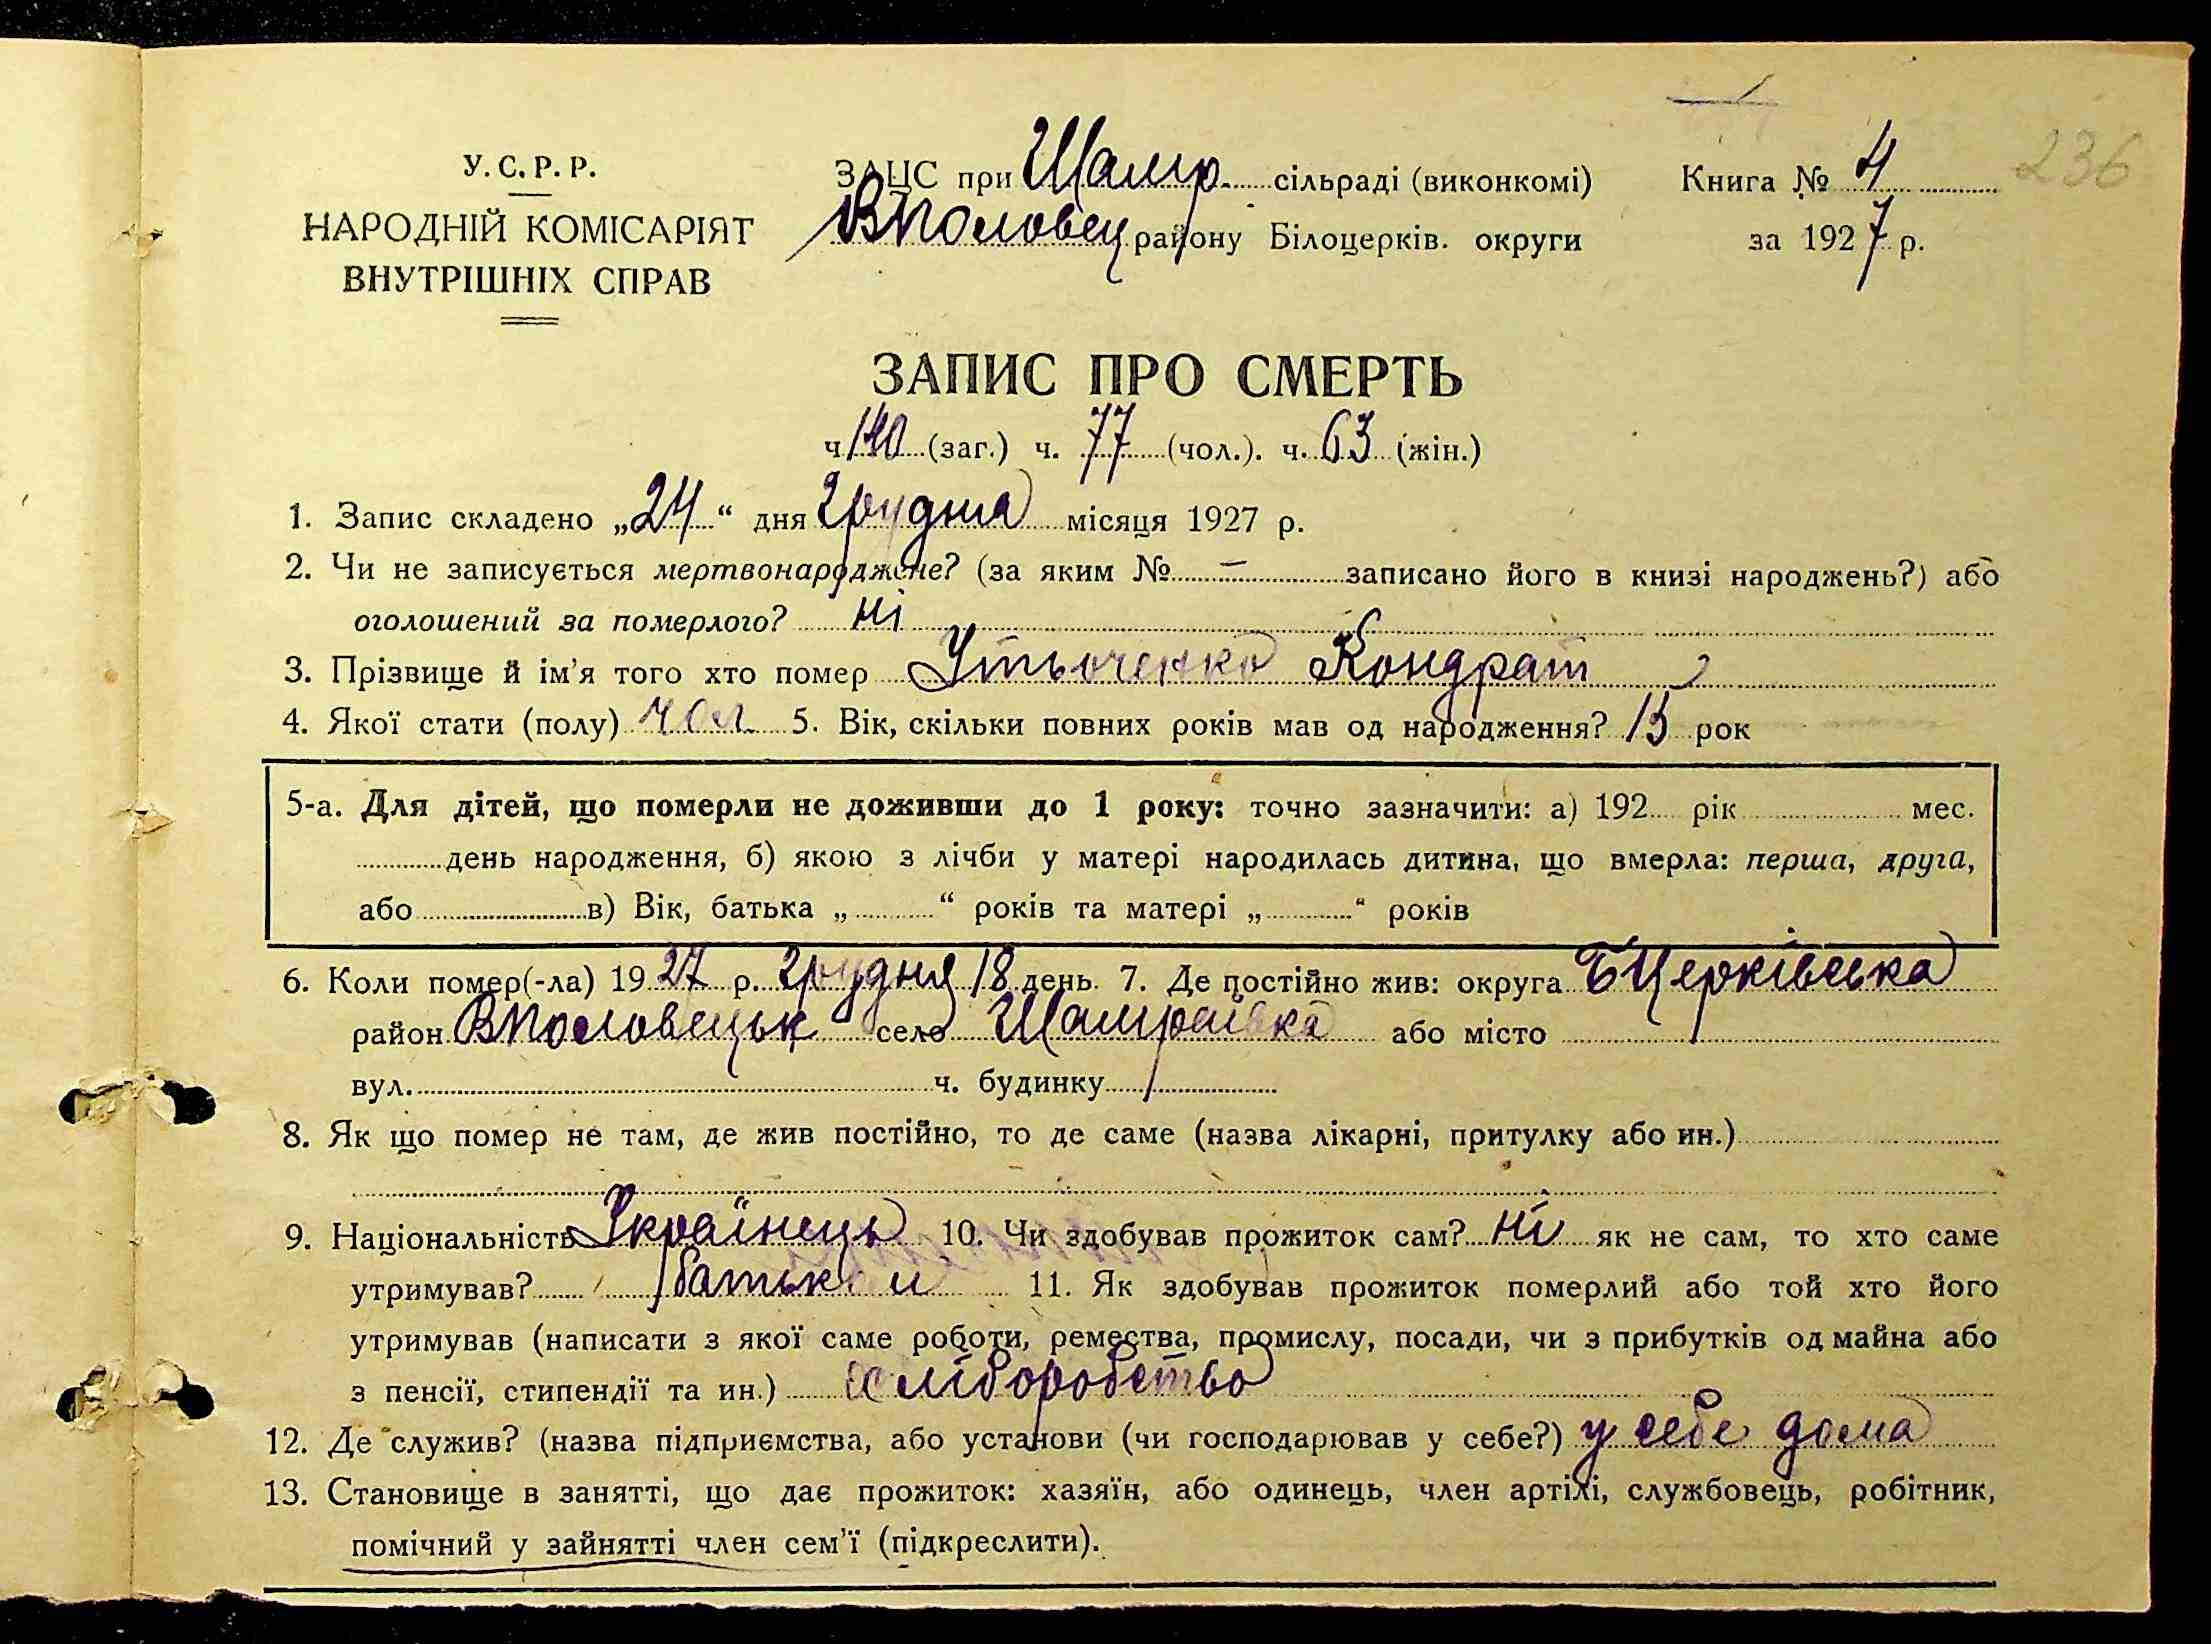 236
У. С. Р. Р.
НАРОДНІЙ КОМІСАРІЯТ
ВНУТРІШНІХ СПРАВ
ЗАЦС при Шамр. сільраді (виконкомі)
ВПоловец району Білоцерків. округи
Книга № 4
за 1927 р.
ЗАПИС ПРО СМЕРТЬ
ч. 140 (заг.) ч. 77 (чол.). ч. 63 (жін.)
1. Запис складено „24“ дня грудня місяця 1927 р.
2. Чи не записується мертвонароджене? (за яким № — записано його в книзі народжень?) або
оголошений за померлого? ні
3. Прізвище й ім’я того хто помер Утьоченко Кондрат
4. Якої стати (полу) чол 5. Вік, скільки повних років мав од народження? 15 рок
5-а. Для дітей, що померли не доживши до 1 року: точно зазначити: а) 192 рік мес.
день народження, б) якою з лічби у матері народилась дитина, що вмерла: перша, друга,
або в) Вік, батька „ “ років та матері „ “ років
6. Коли помер(-ла) 1927 р. грудня 18 день. 7. Де постійно жив: округа БЦерківська
район ВПоловецьк село Шамраївка або місто
вул. ч. будинку
8. Як що помер не там, де жив постійно, то де саме (назва лікарні, притулку або ин.)
9. Національність Українець 10. Чи здобував прожиток сам? ні як не сам, то хто саме
утримував? батьки 11. Як здобував прожиток померлий або той хто його
утримував (написати з якої саме роботи, ремества, промислу, посади, чи з прибутків од майна або
з пенсії, стипендії та ин.) хліборобство
12. Де служив? (назва підприємства, або установи (чи господарював у себе?) у себе дома
13. Становище в занятті, що дає прожиток: хазяїн, або одинець, член артілі, службовець, робітник,
помічний у зайнятті член сем’ї (підкреслити).